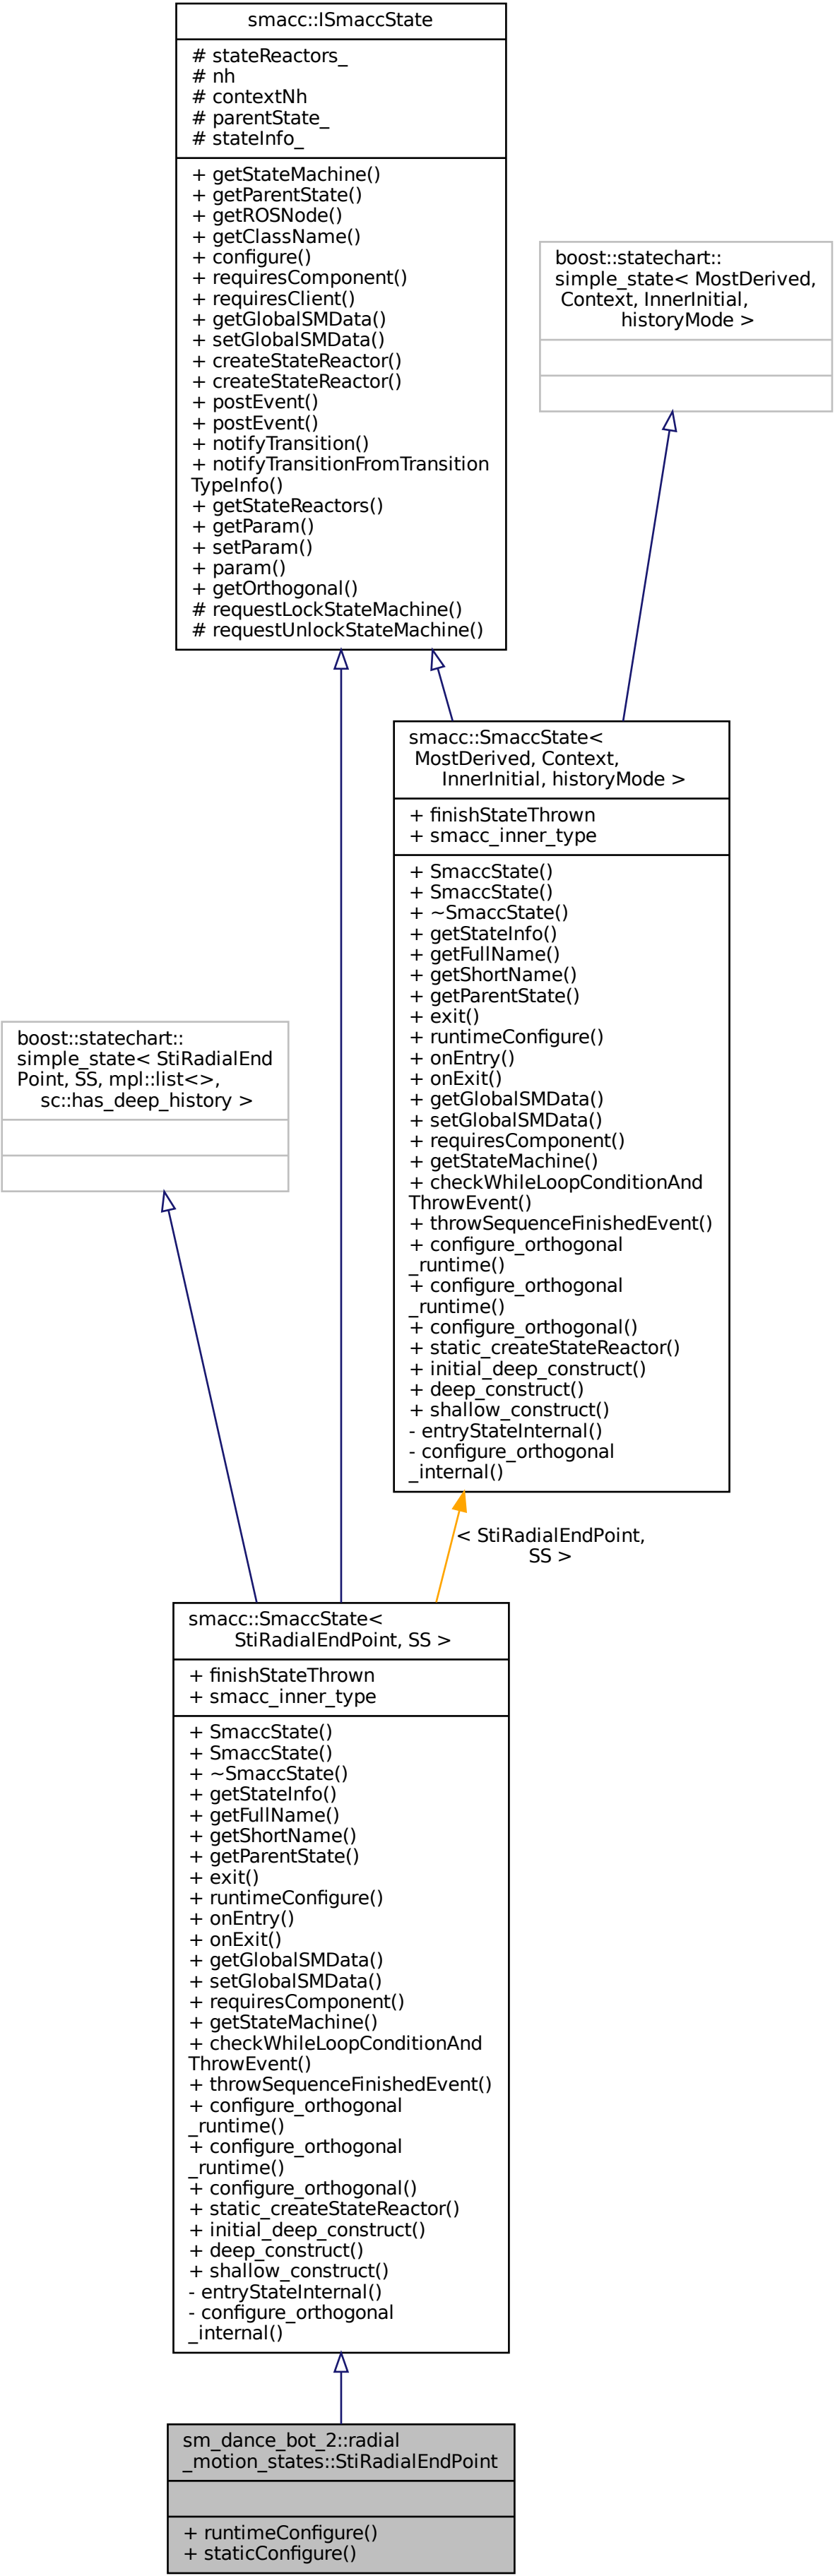 smacc::ISmaccState
# stateReactors_
# nh
# contextNh
# parentState_
# stateInfo_
+ getStateMachine()
+ getParentState()
+ getROSNode()
+ getClassName()
+ configure()
+ requiresComponent()
+ requiresClient()
+ getGlobalSMData()
+ setGlobalSMData()
+ createStateReactor()
+ createStateReactor()
+ postEvent()
+ postEvent()
+ notifyTransition()
+ notifyTransitionFromTransition
TypeInfo()
+ getStateReactors()
+ getParam()
+ setParam()
+ param()
+ getOrthogonal()
# requestLockStateMachine()
# requestUnlockStateMachine()
boost::statechart::
simple_state< MostDerived,
Context, InnerInitial,
historyMode >
smacc::SmaccState<
MostDerived, Context,
InnerInitial, historyMode >
+ finishStateThrown
+ smacc_inner_type
+ SmaccState()
+ SmaccState()
+ ~SmaccState()
+ getStateInfo()
+ getFullName()
+ getShortName()
+ getParentState()
+ exit()
+ runtimeConfigure()
+ onEntry()
+ onExit()
+ getGlobalSMData()
+ setGlobalSMData()
+ requiresComponent()
+ getStateMachine()
+ checkWhileLoopConditionAnd
ThrowEvent()
+ throwSequenceFinishedEvent()
+ configure_orthogonal
_runtime()
+ configure_orthogonal
_runtime()
+ configure_orthogonal()
+ static_createStateReactor()
+ initial_deep_construct()
+ deep_construct()
+ shallow_construct()
- entryStateInternal()
- configure_orthogonal
_internal()
boost::statechart::
simple_state< StiRadialEnd
Point, SS, mpl::list<>,
sc::has_deep_history >
< StiRadialEndPoint,
SS >
smacc::SmaccState<
StiRadialEndPoint, SS >
+ finishStateThrown
+ smacc_inner_type
+ SmaccState()
+ SmaccState()
+ ~SmaccState()
+ getStateInfo()
+ getFullName()
+ getShortName()
+ getParentState()
+ exit()
+ runtimeConfigure()
+ onEntry()
+ onExit()
+ getGlobalSMData()
+ setGlobalSMData()
+ requiresComponent()
+ getStateMachine()
+ checkWhileLoopConditionAnd
ThrowEvent()
+ throwSequenceFinishedEvent()
+ configure_orthogonal
_runtime()
+ configure_orthogonal
_runtime()
+ configure_orthogonal()
+ static_createStateReactor()
+ initial_deep_construct()
+ deep_construct()
+ shallow_construct()
- entryStateInternal()
- configure_orthogonal
_internal()
sm_dance_bot_2::radial
_motion_states::StiRadialEndPoint
+ runtimeConfigure()
+ staticConfigure()